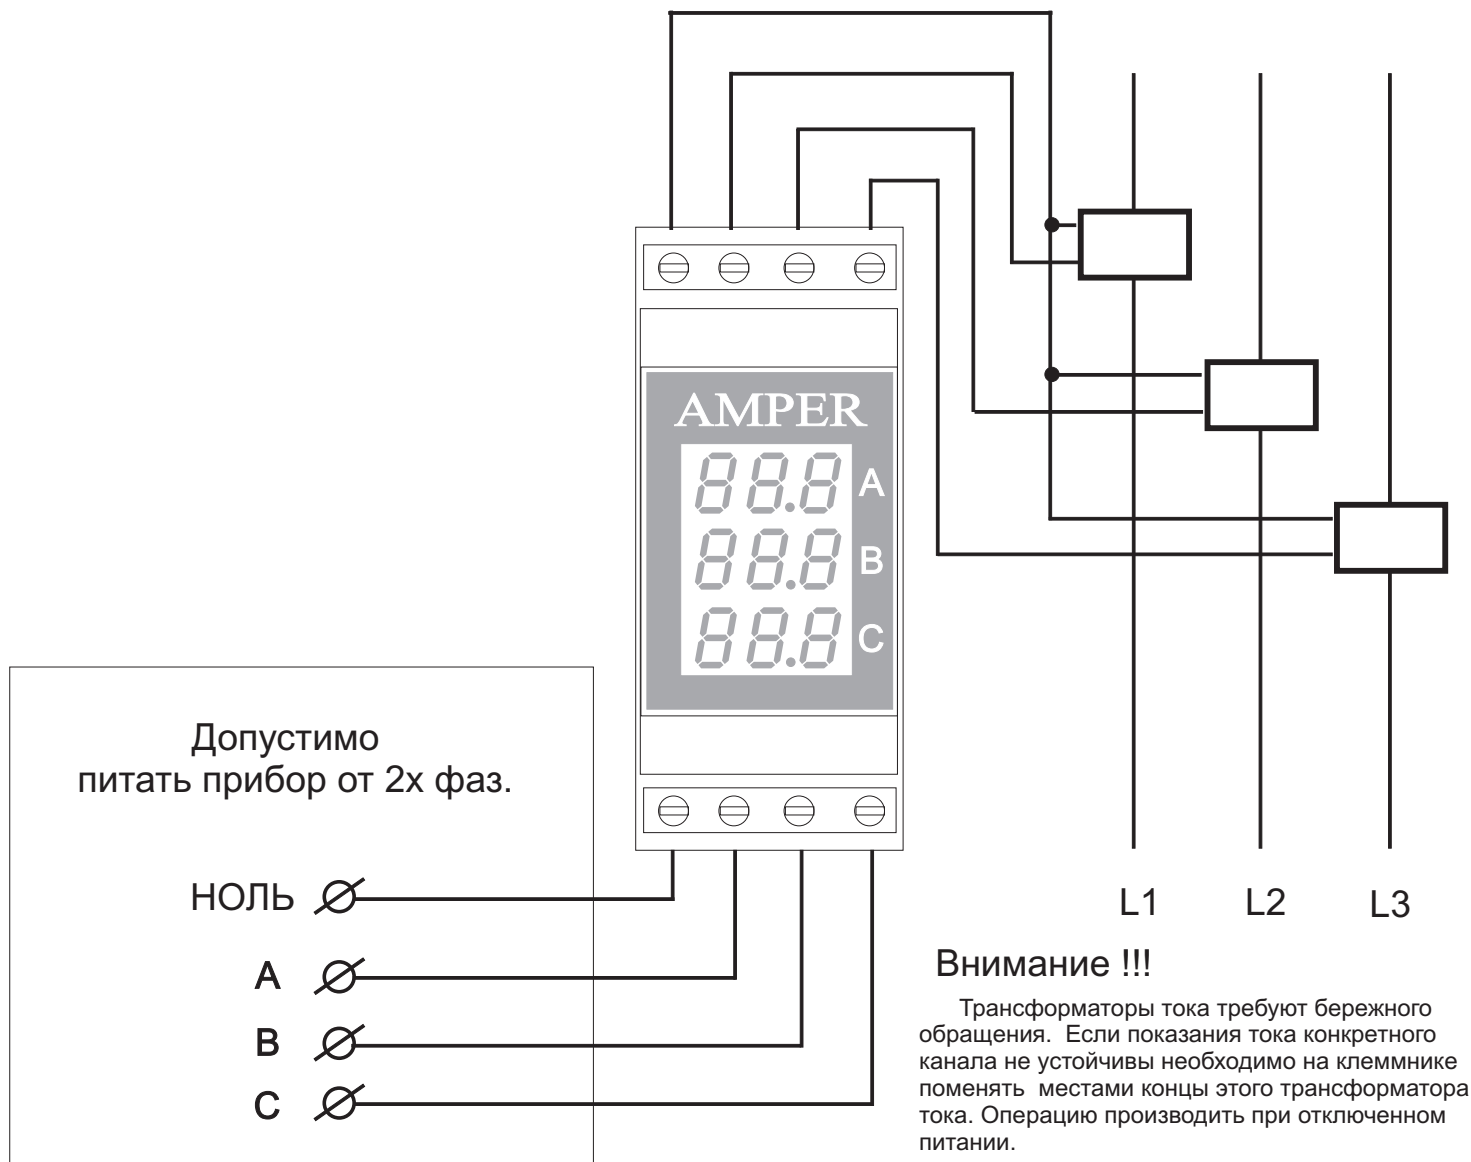 AMPER
88.8 A
88.8 B
88.8 C
Допустимо
питать прибор от 2х фаз.
НОЛЬ
A
B
C
L1 L2 L3
Внимание !!!
Трансформаторы тока требуют бережного
обращения. Если показания тока конкретного
канала не устойчивы необходимо на клеммнике
поменять местами концы этого трансформатора
тока. Операцию производить при отключенном
питании.